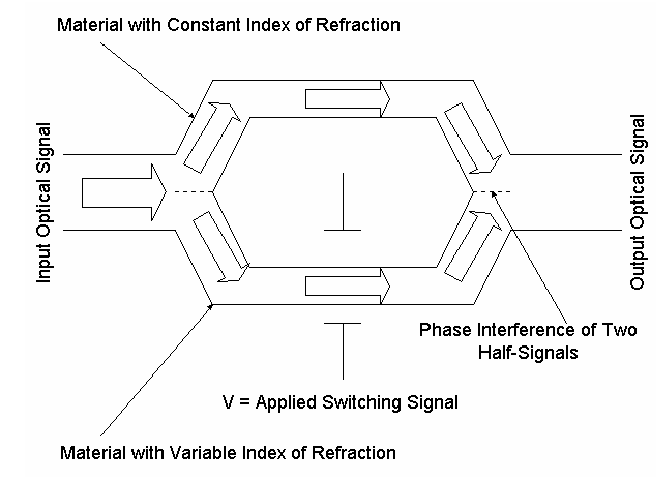 Material with Constant Index of Refraction
Input Optical Signal
Output Optical Signal
Phase Interference of Two
Half-Signals
V = Applied Switching Signal
Material with Variable Index of Refraction